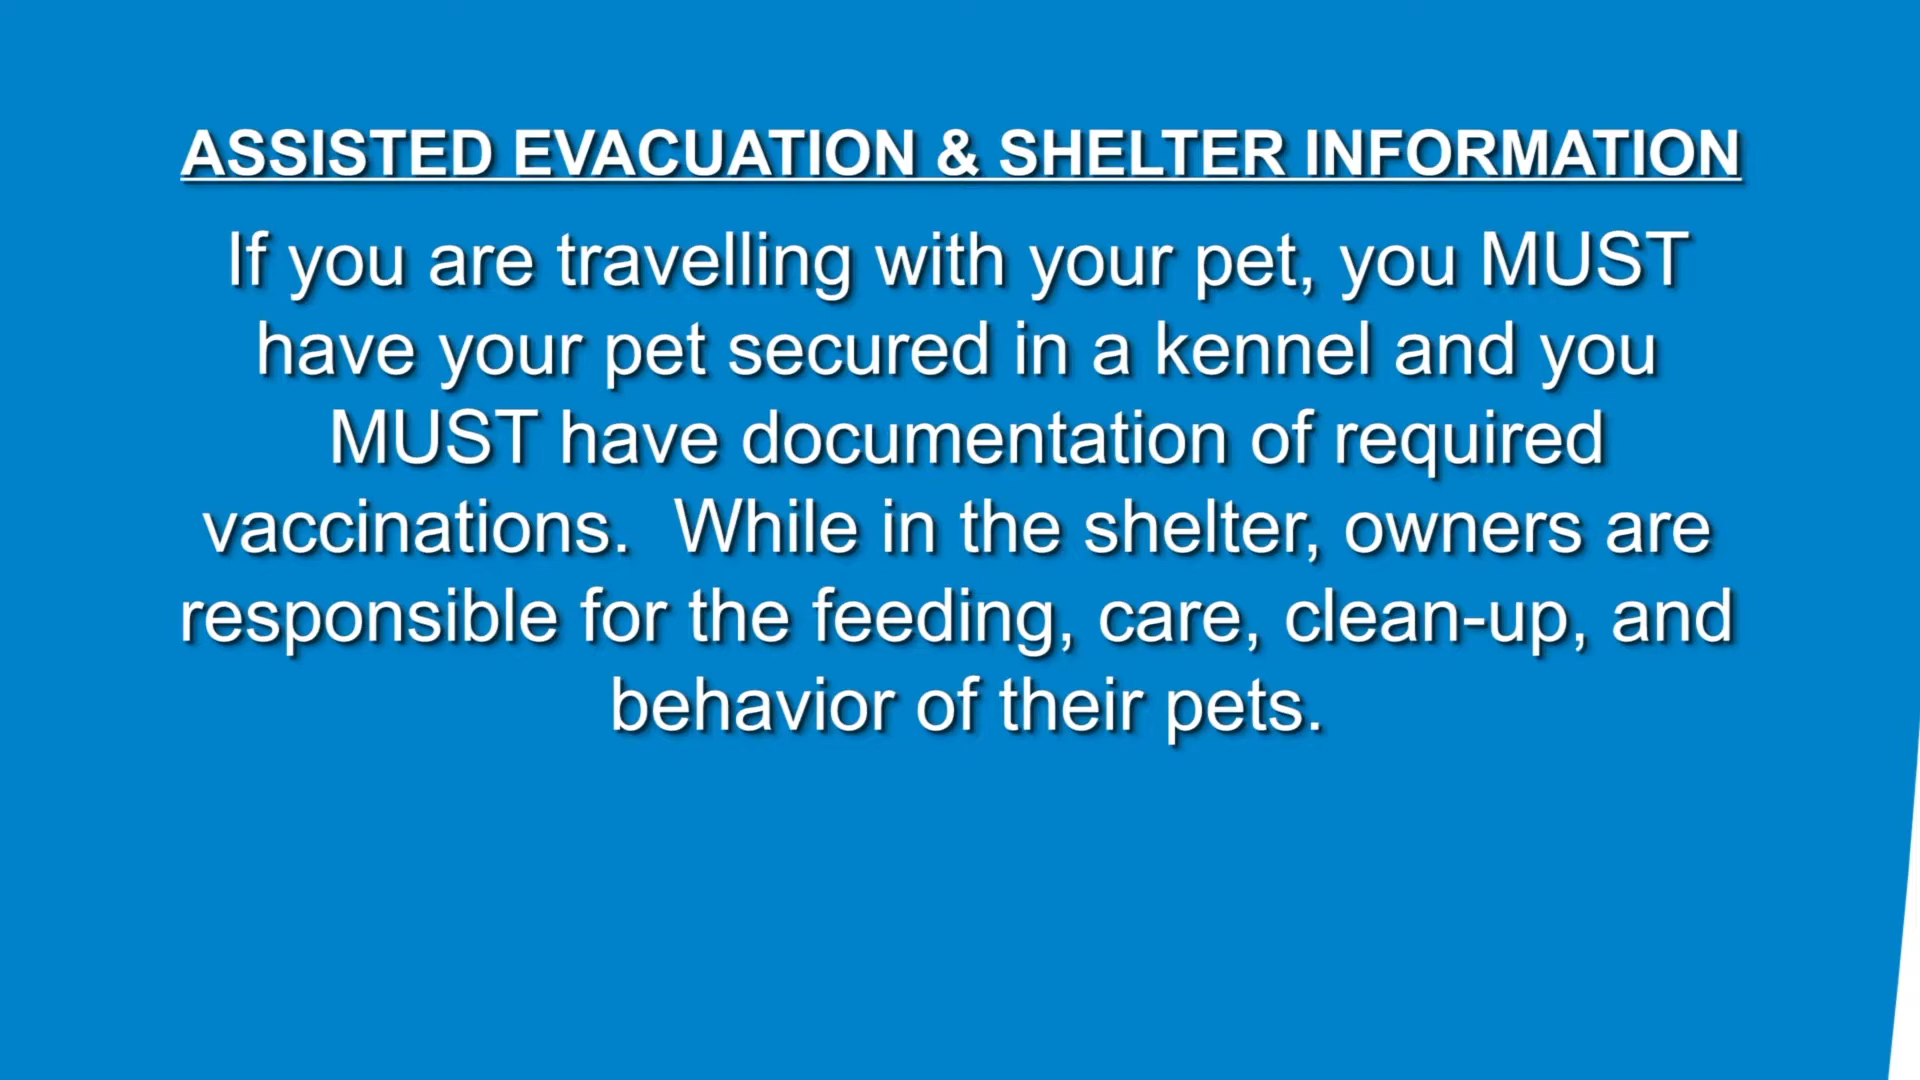 ASSISTED EVACUATION & SHELTER INFORMATION
If you are travelling with your pet, you MUST
have your pet secured in a kennel and you
MUST have documentation of required
vaccinations.  While in the shelter, owners are
responsible for the feeding, care, clean-up, and
behavior of their pets.